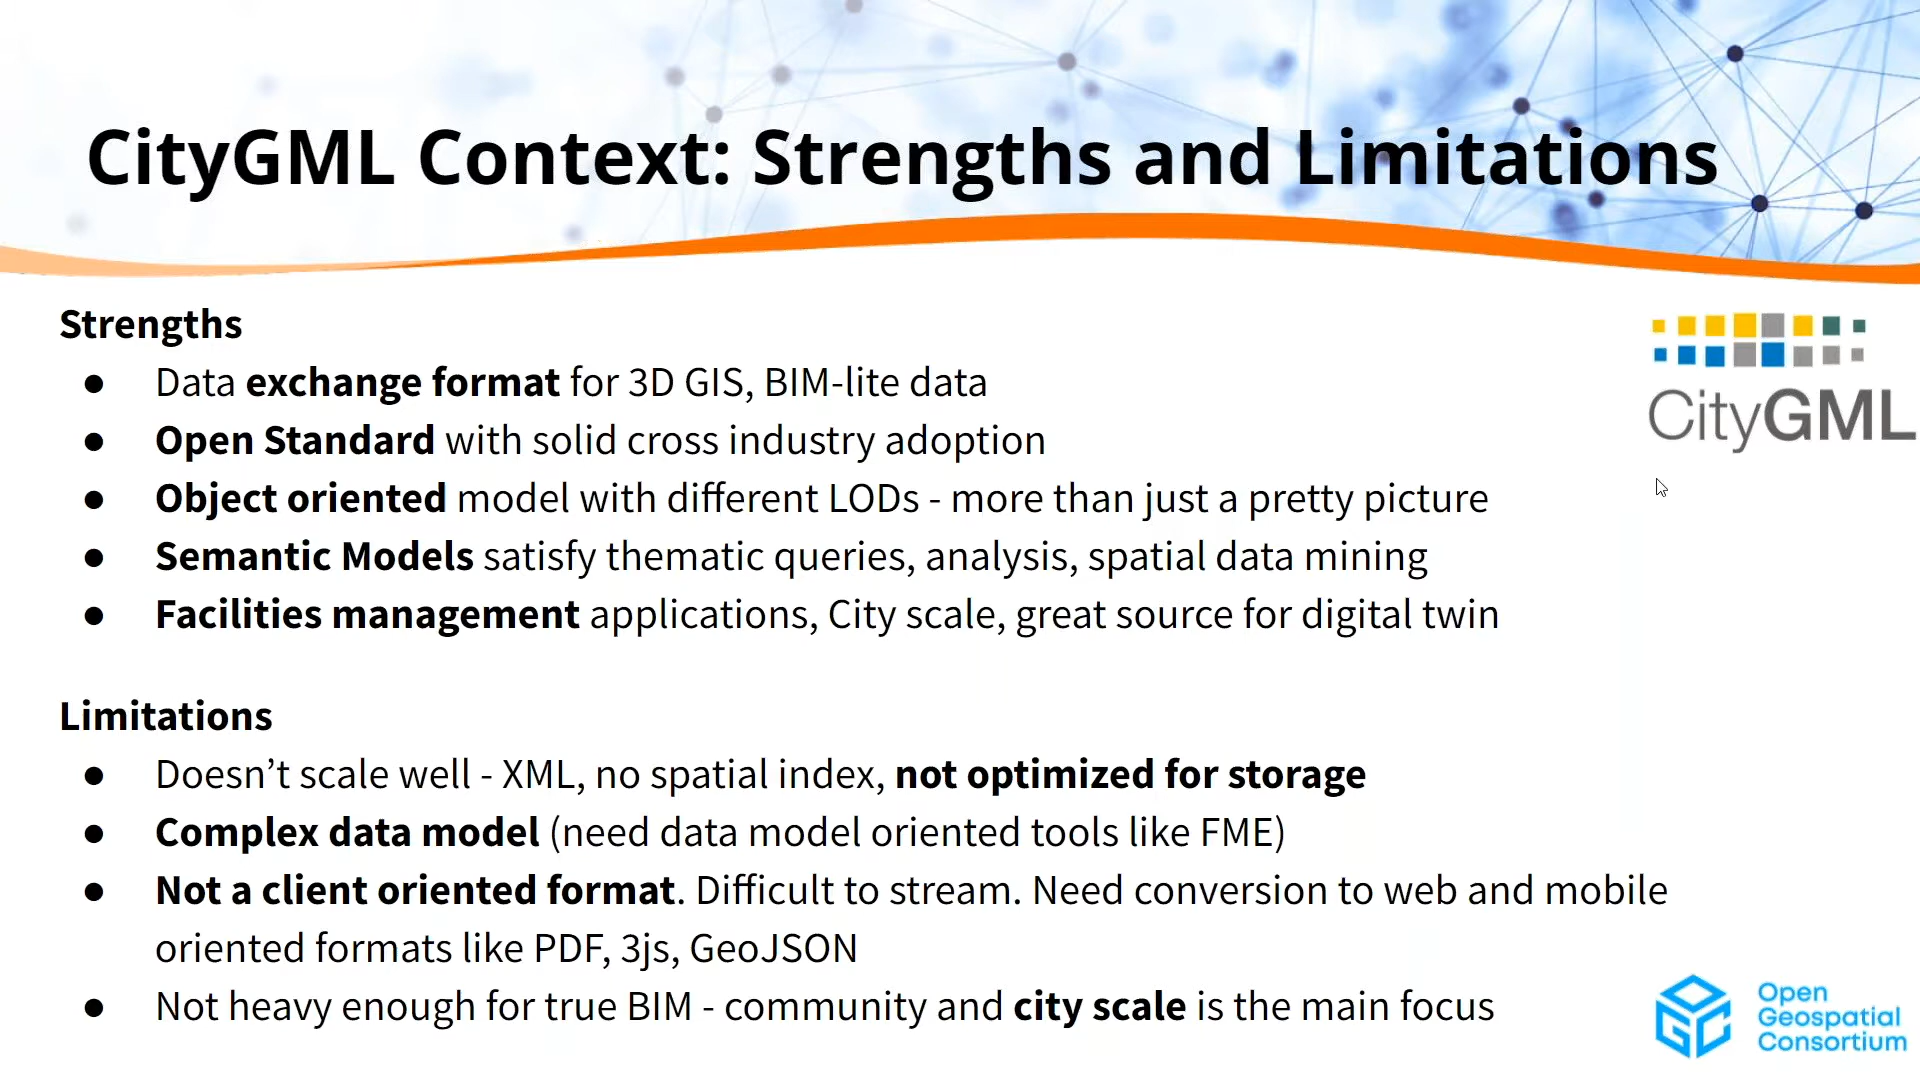 CityGML Context: Strengths and Limitations
Strengths
● Data exchange format for 3D GIS, BIM-lite data
● Open Standard with solid cross industry adoption
● Object oriented model with different LODs - more than just a pretty picture
● Semantic Models satisfy thematic queries, analysis, spatial data mining
● Facilities management applications, City scale, great source for digital twin
CityGML
Limitations
● Doesn’t scale well - XML, no spatial index, not optimized for storage
● Complex data model (need data model oriented tools like FME)
● Not a client oriented format. Difficult to stream. Need conversion to web and mobile
oriented formats like PDF, 3js, GeoJSON
● Not heavy enough for true BIM - community and city scale is the main focus
OGC
Open
Geospatial
Consortium